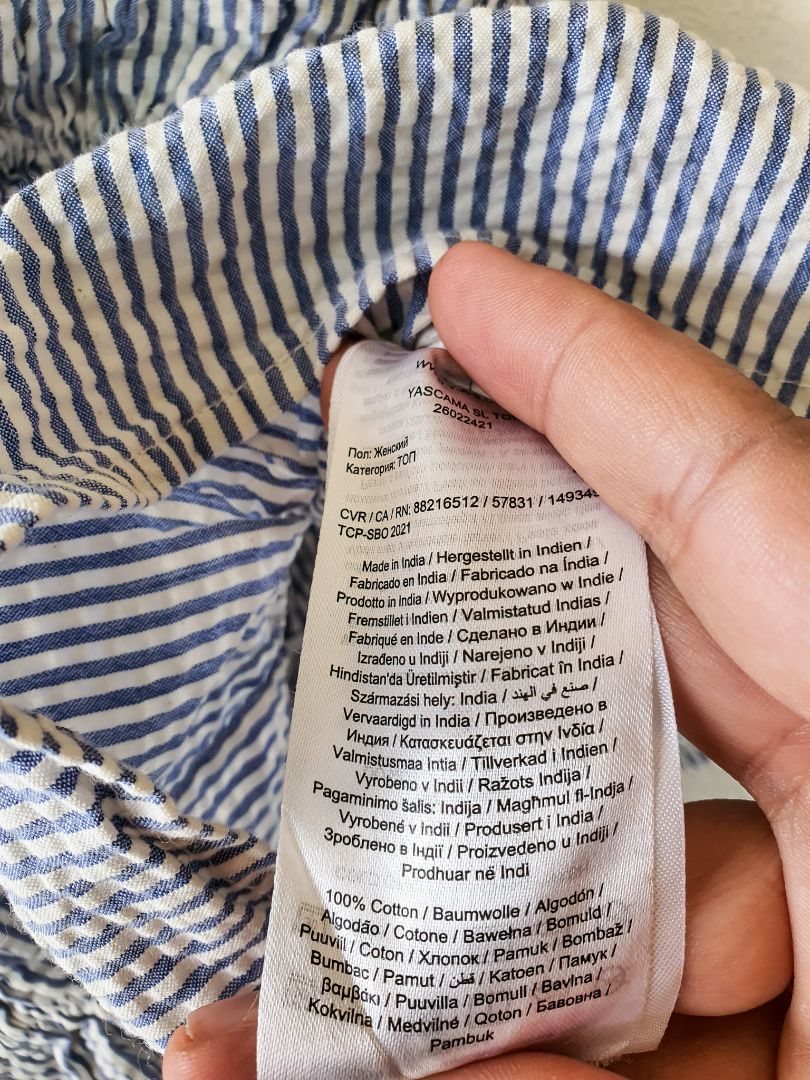 YASCAMA SL
26022421
Пол: Женский
Категория: ТОП
CVR / CA / RN: 88216512 / 57831 / 14934
TCP-SBO 2021
Made in India / Hergestellt in Indien /
Fabricado en India / Fabricado na Índia /
Prodotto in India / Wyprodukowano w Indie /
Fremstillet i Indien / Valmistatud Indias /
Fabriqué en Inde / Сделано в Индии /
Izrađeno u Indiji / Narejeno v Indiji /
Hindistan'da Üretilmiştir / Fabricat în India /
Származási hely: India / صنع في الهند /
Vervaardigd in India / Произведено в
Индия / Κατασκευάζεται στην Ινδία /
Valmistusmaa Intia / Tillverkad i Indien /
Vyrobeno v Indii / Ražots Indija /
Pagaminimo šalis: Indija / Magħmul fl-Indja /
Vyrobené v Indii / Produsert i India /
Зроблено в Індії / Proizvedeno u Indiji /
Prodhuar në Indi
100% Cotton / Baumwolle / Algodón /
Algodão / Cotone / Bawełna / Bomuld /
Puuvill / Coton / Хлопок / Pamuk / Bombaž /
Bumbac / Pamut / قطن / Katoen / Памук /
βαμβάκι / Puuvilla / Bomull / Bavlna /
Kokvilna / Medvilnė / Qoton / Бавовна /
Pambuk